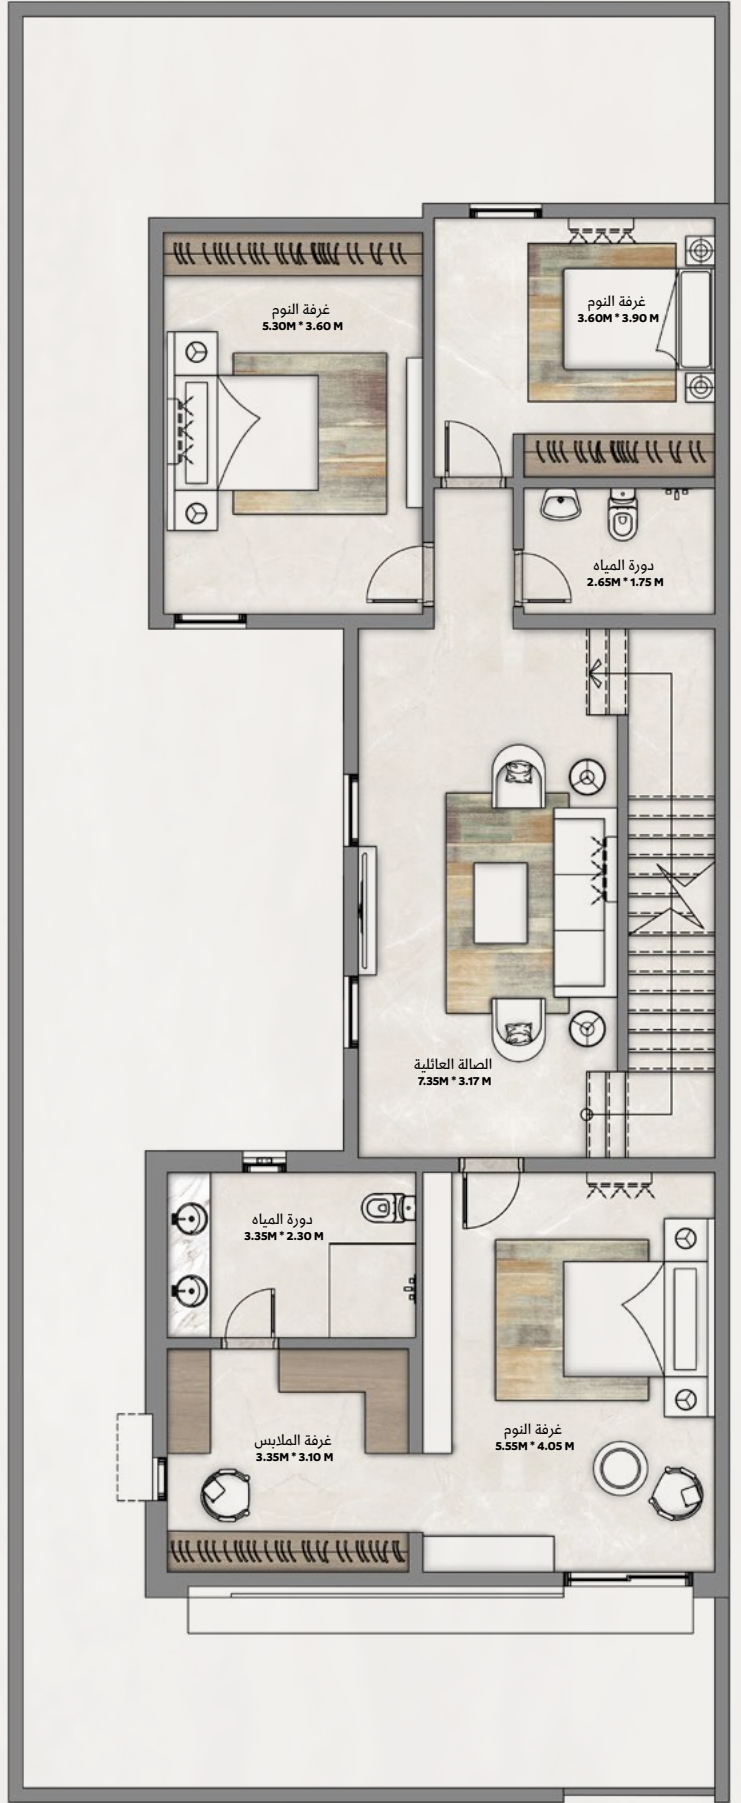 غرفة النوم
3.60M * 3.90 M
غرفة النوم
5.30M * 3.60 M
دورة المياه
2.65M * 1.75 M
الصالة العائلية
7.35M * 3.17 M
دورة المياه
3.35M * 2.30 M
غرفة النوم
5.55M * 4.05 M
غرفة الملابس
3.35M * 3.10 M